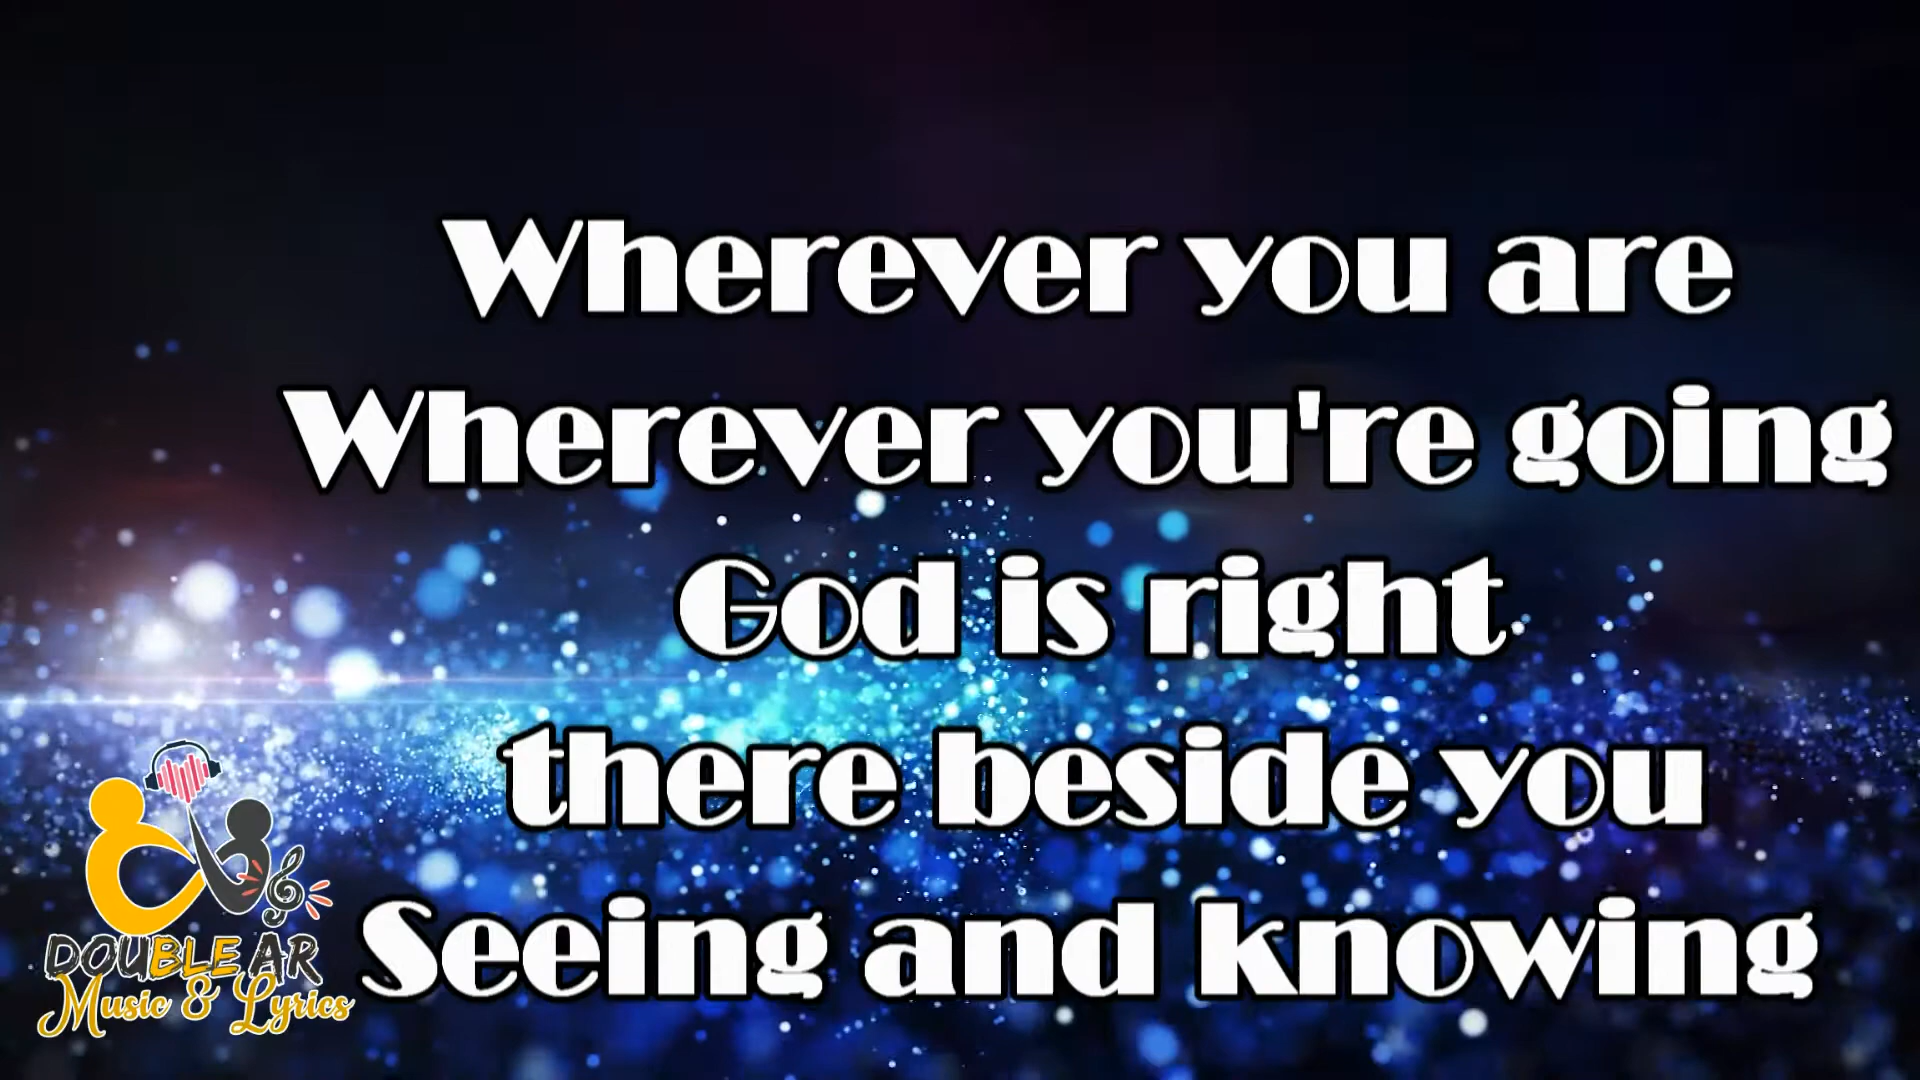 Wherever you are
Wherever you're going
God is right
there beside you
Seeing and knowing
DOUBLE AR
Music & Lyrics